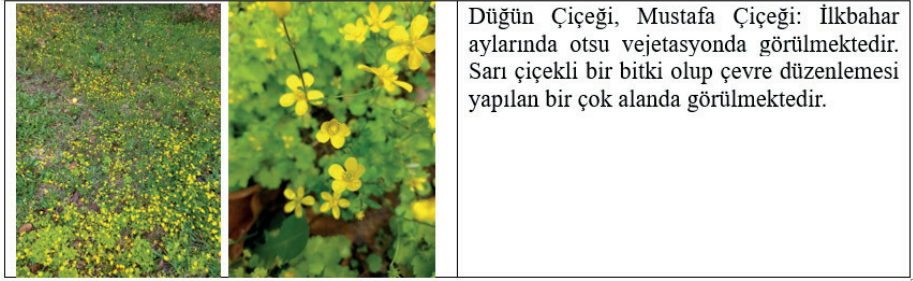 Düğün Çiçeği, Mustafa Çiçeği: İlkbahar
aylarında otsu vejetasyonda görülmektedir.
Sarı çiçekli bir bitki olup çevre düzenlemesi
yapılan bir çok alanda görülmektedir.